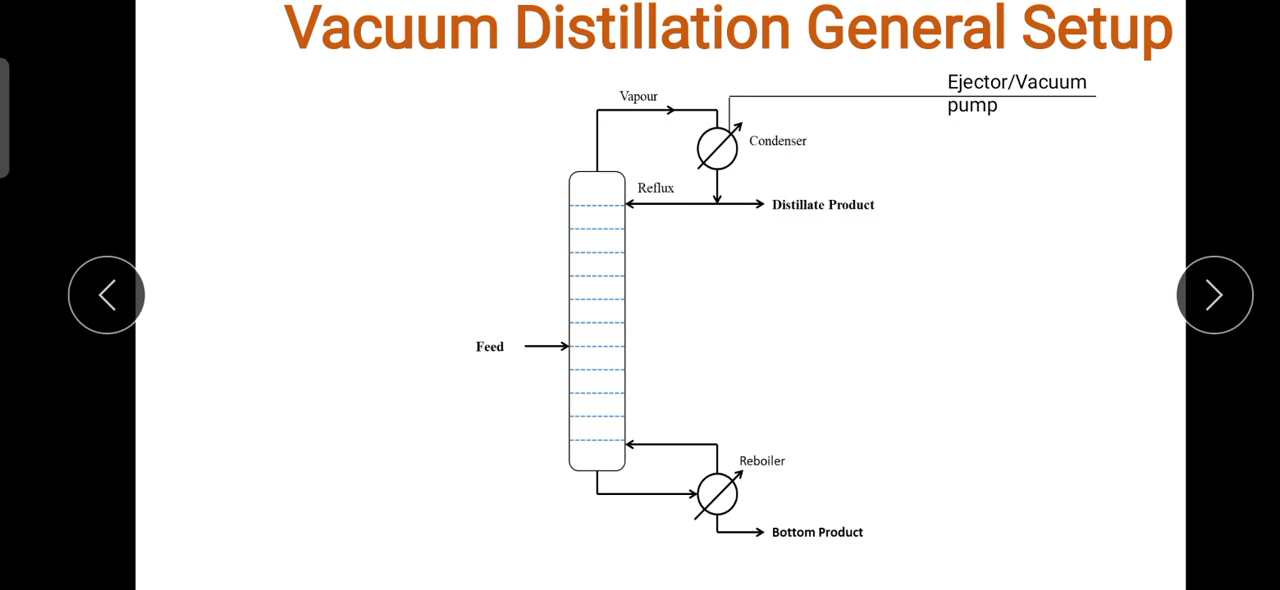 Vacuum Distillation General Setup
Ejector/Vacuum
pump
Vapour
Condenser
Reflux
Distillate Product
Feed
Reboiler
Bottom Product